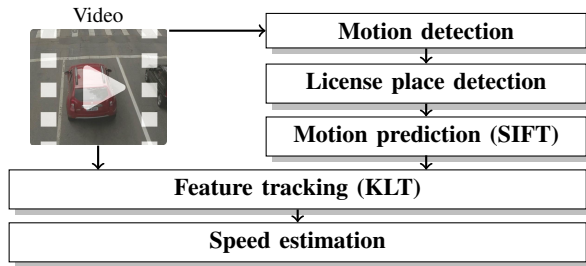 Video
Motion detection
License place detection
Motion prediction (SIFT)
Feature tracking (KLT)
Speed estimation